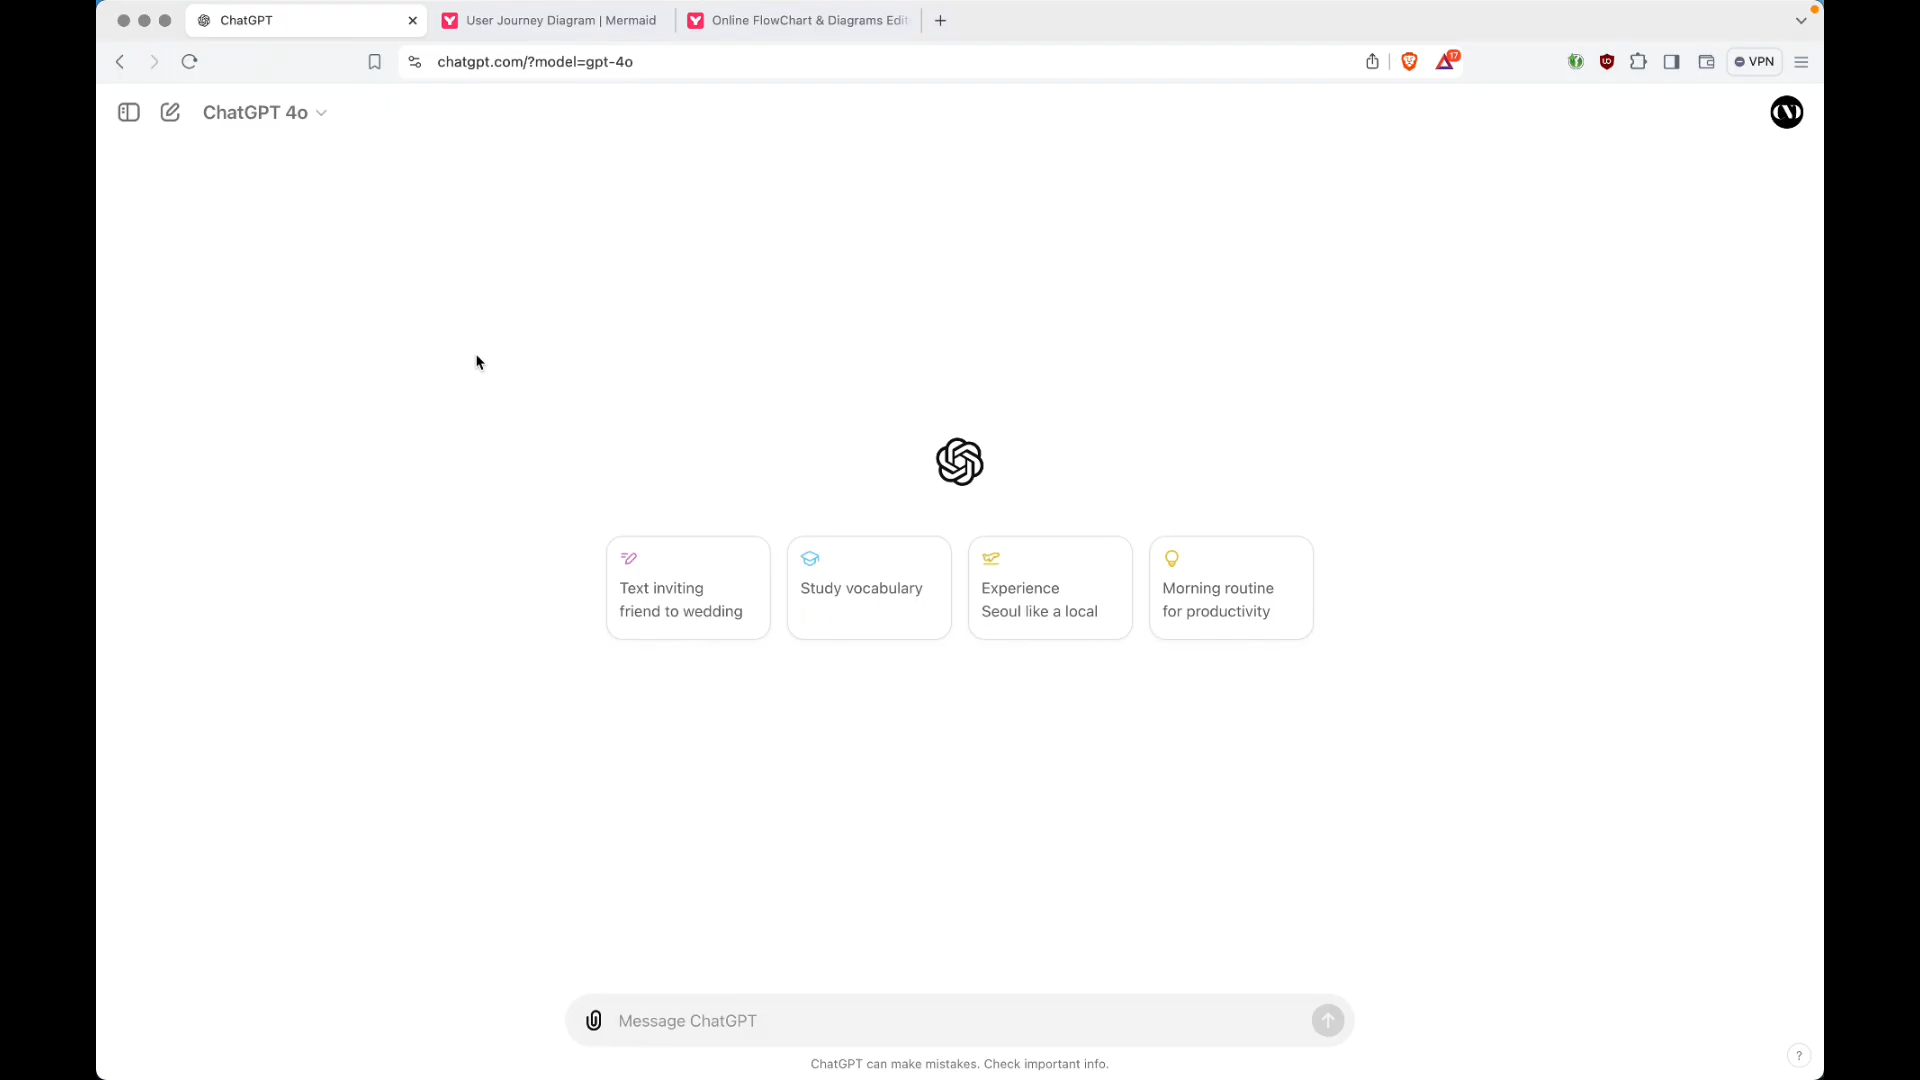 ChatGPT
User Journey Diagram | Mermaid
Online FlowChart & Diagrams Edit
chatgpt.com/?model=gpt-4o
17
VPN
ChatGPT 4o
Text inviting
friend to wedding
Study vocabulary
Experience
Seoul like a local
Morning routine
for productivity
Message ChatGPT
ChatGPT can make mistakes. Check important info.
?